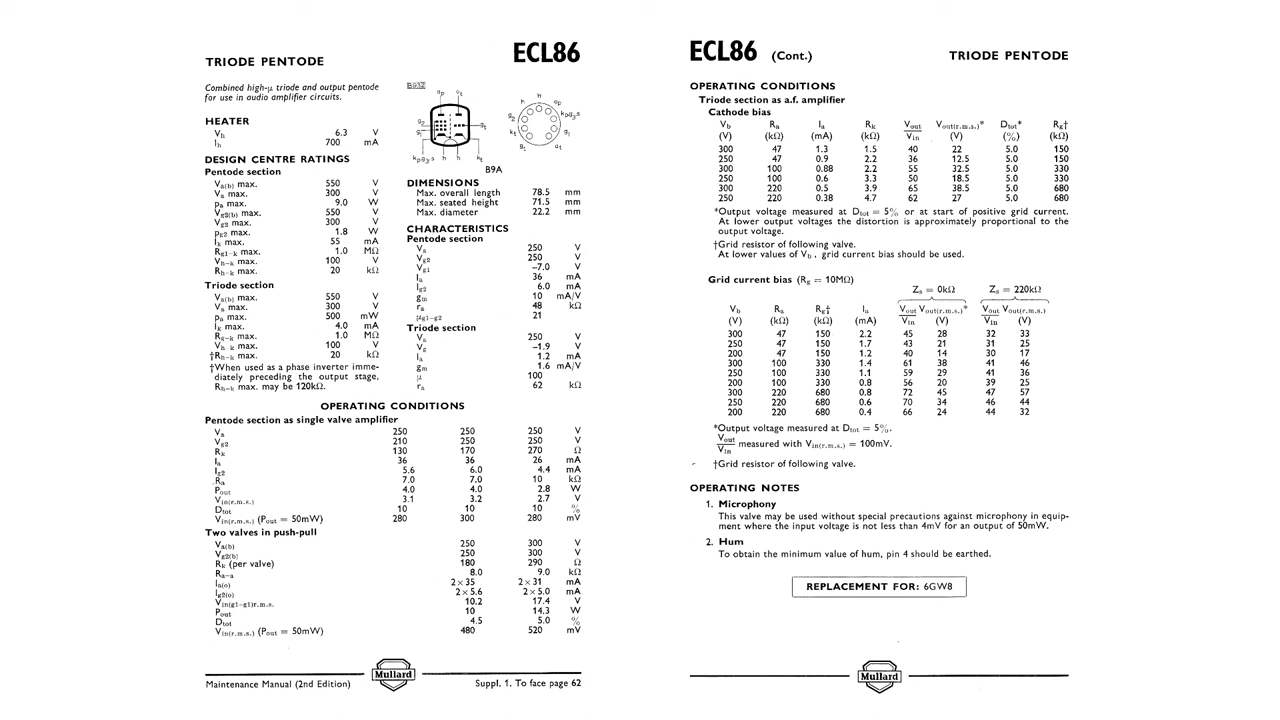 TRIODE PENTODE ECL86
Combined high-μ triode and output pentode
for use in audio amplifier circuits.
HEATER
Vh 6.3 V
Ih 700 mA
DESIGN CENTRE RATINGS
Pentode section
Va(b) max. 550 V
Va max. 300 V
pa max. 9.0 W
Vg2(b) max. 550 V
Vg2 max. 300 V
pg2 max. 1.8 W
Ik max. 55 mA
Rg1-k max. 1.0 MΩ
Vh-k max. 100 V
Rh-k max. 20 kΩ
Triode section
Va(b) max. 550 V
Va max. 300 V
pa max. 500 mW
Ik max. 4.0 mA
Rg-k max. 1.0 MΩ
Vh-k max. 100 V
†Rh-k max. 20 kΩ
†When used as a phase inverter imme-
diately preceding the output stage,
Rh-k max. may be 120kΩ.
ap at
g2
g1 gt
kp,g3,s h h kt
h h ap kp,g3,s g1 at gt kt g2
B9A
DIMENSIONS
Max. overall length 78.5 mm
Max. seated height 71.5 mm
Max. diameter 22.2 mm
CHARACTERISTICS
Pentode section
Va 250 V
Vg2 250 V
Vg1 –7.0 V
Ia 36 mA
Ig2 6.0 mA
gm 10 mA/V
ra 48 kΩ
μg1-g2 21
Triode section
Va 250 V
Vg –1.9 V
Ia 1.2 mA
gm 1.6 mA/V
μ 100
ra 62 kΩ
OPERATING CONDITIONS
Pentode section as single valve amplifier
Va 250 250 250 V
Vg2 210 250 250 V
Rk 130 170 270 Ω
Ia 36 36 26 mA
Ig2 5.6 6.0 4.4 mA
Ra 7.0 7.0 10 kΩ
Pout 4.0 4.0 2.8 W
Vin(r.m.s.) 3.1 3.2 2.7 V
Dtot 10 10 10 %
Vin(r.m.s.) (Pout = 50mW) 280 300 280 mV
Two valves in push-pull
Va(b) 250 300 V
Vg2(b) 250 300 V
Rk (per valve) 180 290 Ω
Ra-a 8.0 9.0 kΩ
Ia(o) 2 × 35 2 × 31 mA
Ig2(o) 2 × 5.6 2 × 5.0 mA
Vin(g1-g1)r.m.s. 10.2 17.4 V
Pout 10 14.3 W
Dtot 4.5 5.0 %
Vin(r.m.s.) (Pout = 50mW) 480 520 mV
Mullard
Maintenance Manual (2nd Edition) Suppl. 1. To face page 62
ECL86 (Cont.) TRIODE PENTODE
OPERATING CONDITIONS
Triode section as a.f. amplifier
Cathode bias
Vb Ra Ia Rk Vout/Vin Vout(r.m.s.)* Dtot* Rg†
(V) (kΩ) (mA) (kΩ) (V) (%) (kΩ)
300 47 1.3 1.5 40 22 5.0 150
250 47 0.9 2.2 36 12.5 5.0 150
300 100 0.88 2.2 55 32.5 5.0 330
250 100 0.6 3.3 50 18.5 5.0 330
300 220 0.5 3.9 65 38.5 5.0 680
250 220 0.38 4.7 62 27 5.0 680
*Output voltage measured at Dtot = 5% or at start of positive grid current.
At lower output voltages the distortion is approximately proportional to the
output voltage.
†Grid resistor of following valve.
At lower values of Vb, grid current bias should be used.
Grid current bias (Rg = 10MΩ)
Zs = 0kΩ Zs = 220kΩ
Vb Ra Rg† Ia Vout/Vin Vout(r.m.s.)* Vout/Vin Vout(r.m.s.)
(V) (kΩ) (kΩ) (mA) (V) (V)
300 47 150 2.2 45 28 32 33
250 47 150 1.7 43 21 31 25
200 47 150 1.2 40 14 30 17
300 100 330 1.4 61 38 41 46
250 100 330 1.1 59 29 41 36
200 100 330 0.8 56 20 39 25
300 220 680 0.8 72 45 47 57
250 220 680 0.6 70 34 46 44
200 220 680 0.4 66 24 44 32
*Output voltage measured at Dtot = 5%.
Vout/Vin measured with Vin(r.m.s.) = 100mV.
†Grid resistor of following valve.
OPERATING NOTES
1. Microphony
This valve may be used without special precautions against microphony in equip-
ment where the input voltage is not less than 4mV for an output of 50mW.
2. Hum
To obtain the minimum value of hum, pin 4 should be earthed.
REPLACEMENT FOR: 6GW8
Mullard